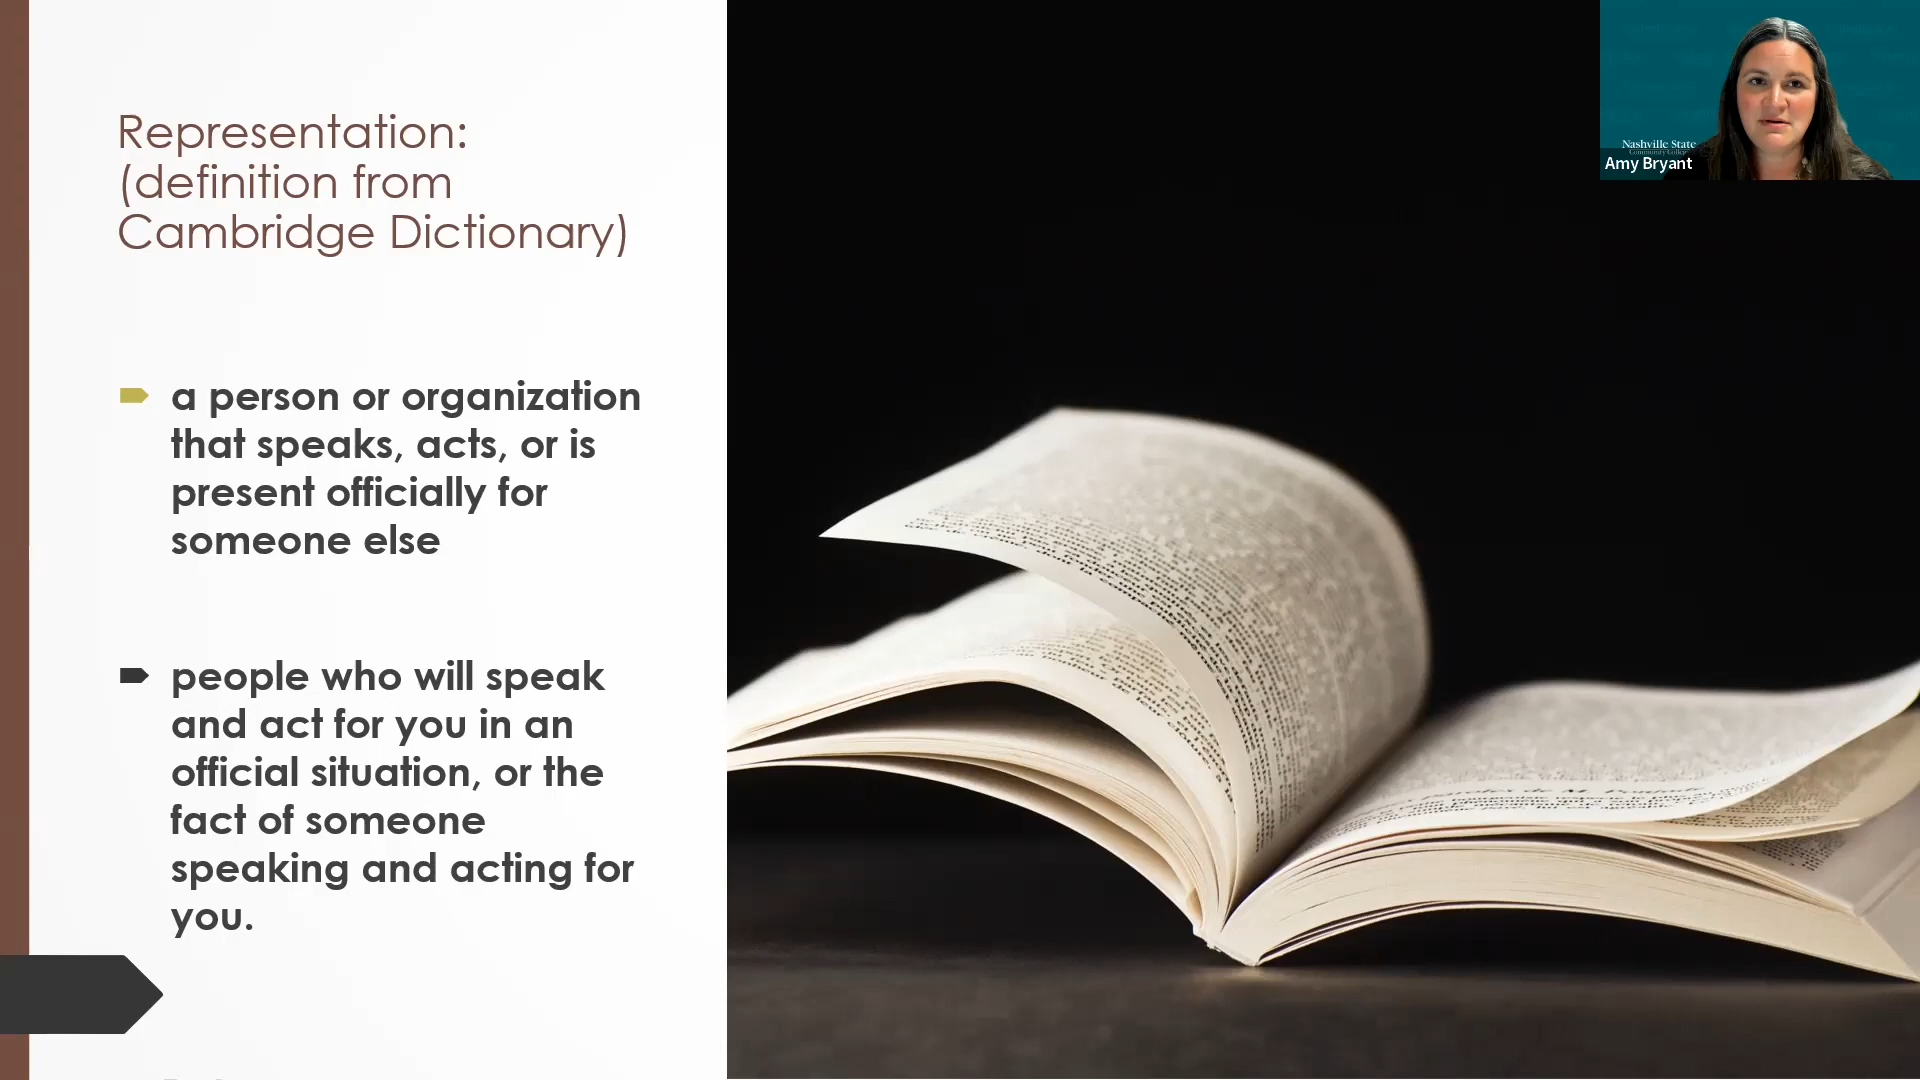 Representation:
(definition from
Cambridge Dictionary)
a person or organization
that speaks, acts, or is
present officially for
someone else
people who will speak
and act for you in an
official situation, or the
fact of someone
speaking and acting for
you.
Nashville State
Community College
Amy Bryant